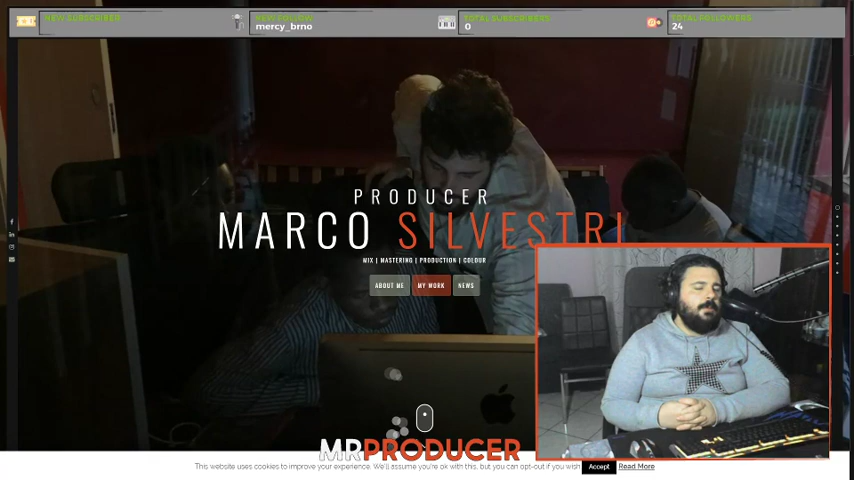 NEW SUBSCRIBER
NEW FOLLOW
mercy_brno
TOTAL SUBSCRIBERS
0
TOTAL FOLLOWERS
24
PRODUCER
MARCO SILVESTRI
MIX | MASTERING | PRODUCTION | COLOUR
ABOUT ME
MY WORK
NEWS
MRPRODUCER
This website uses cookies to improve your experience. We'll assume you're ok with this, but you can opt-out if you wish
Accept
Read More